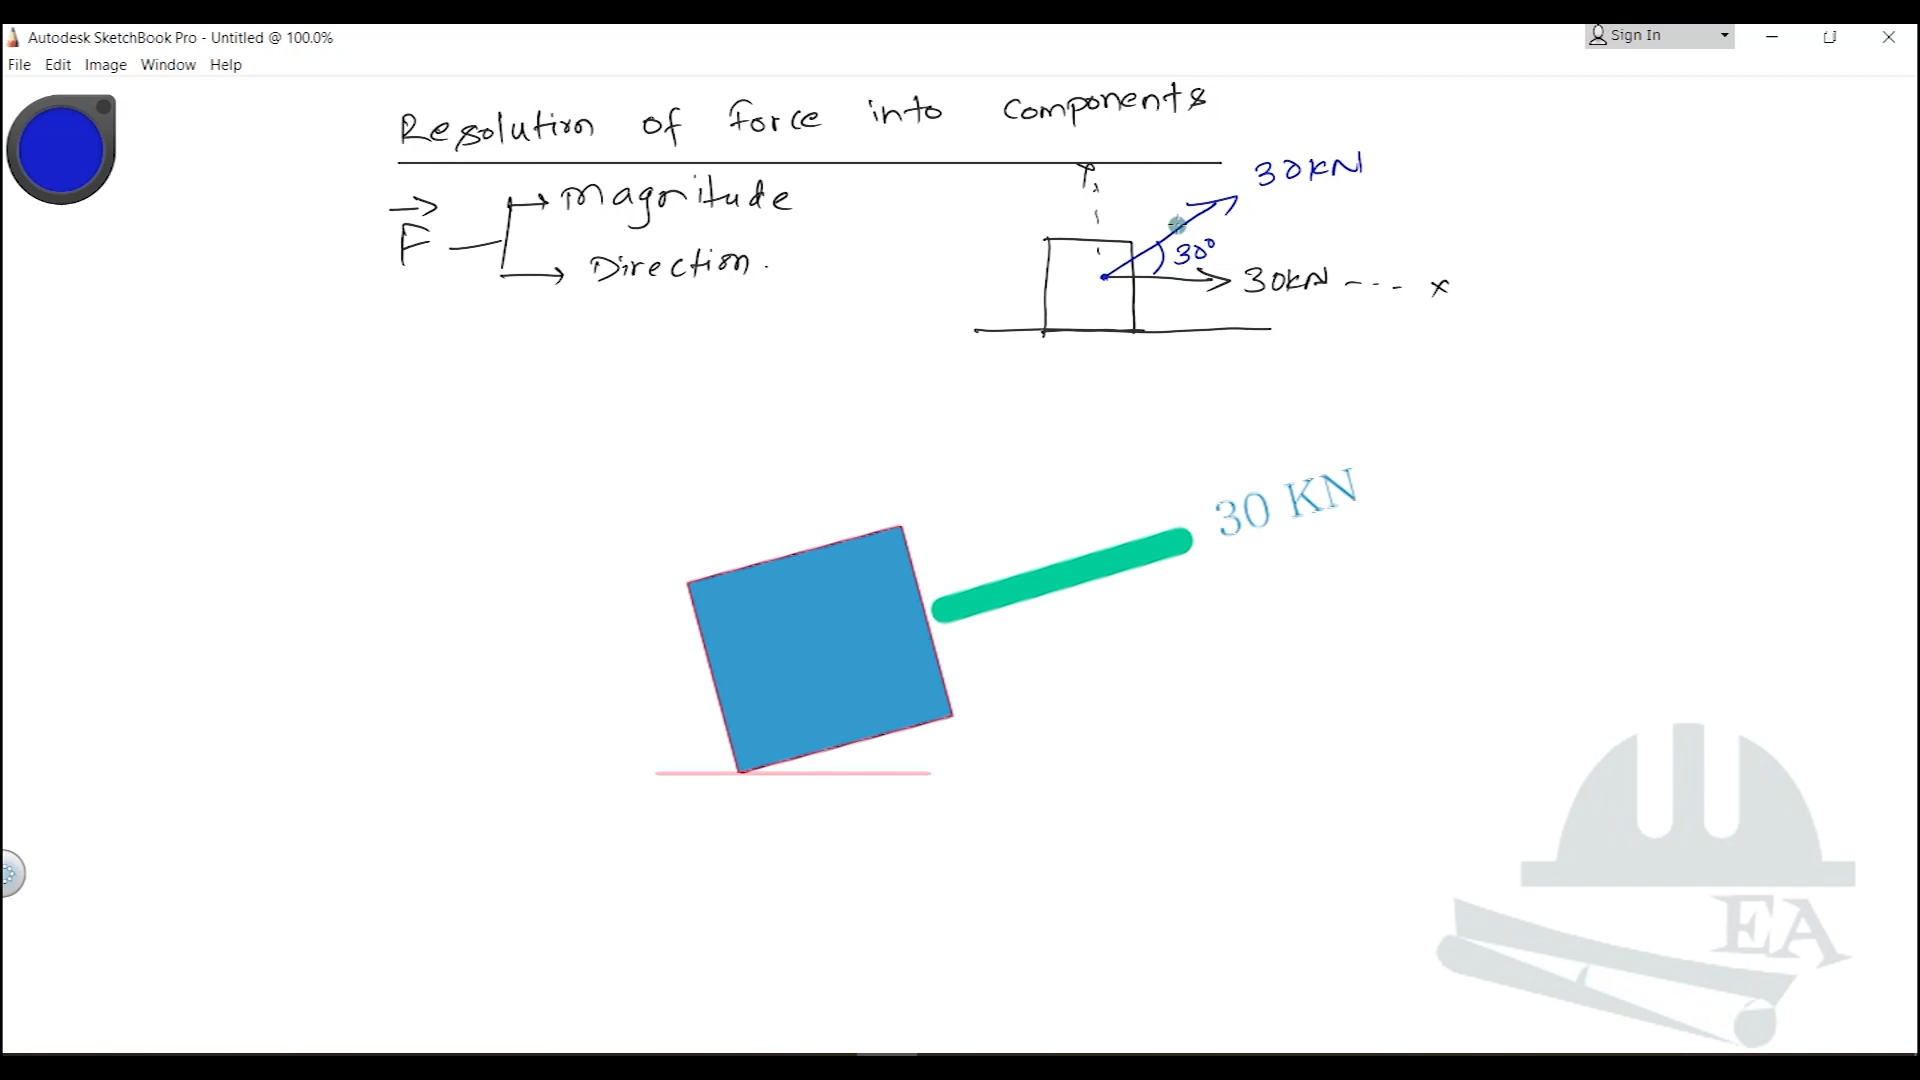 Autodesk SketchBook Pro - Untitled @ 100.0%
Sign In
File Edit Image Window Help
Resolution of force into components
F
magnitude
Direction.
30KN
30°
30KN --- x
Y
30 KN
EA